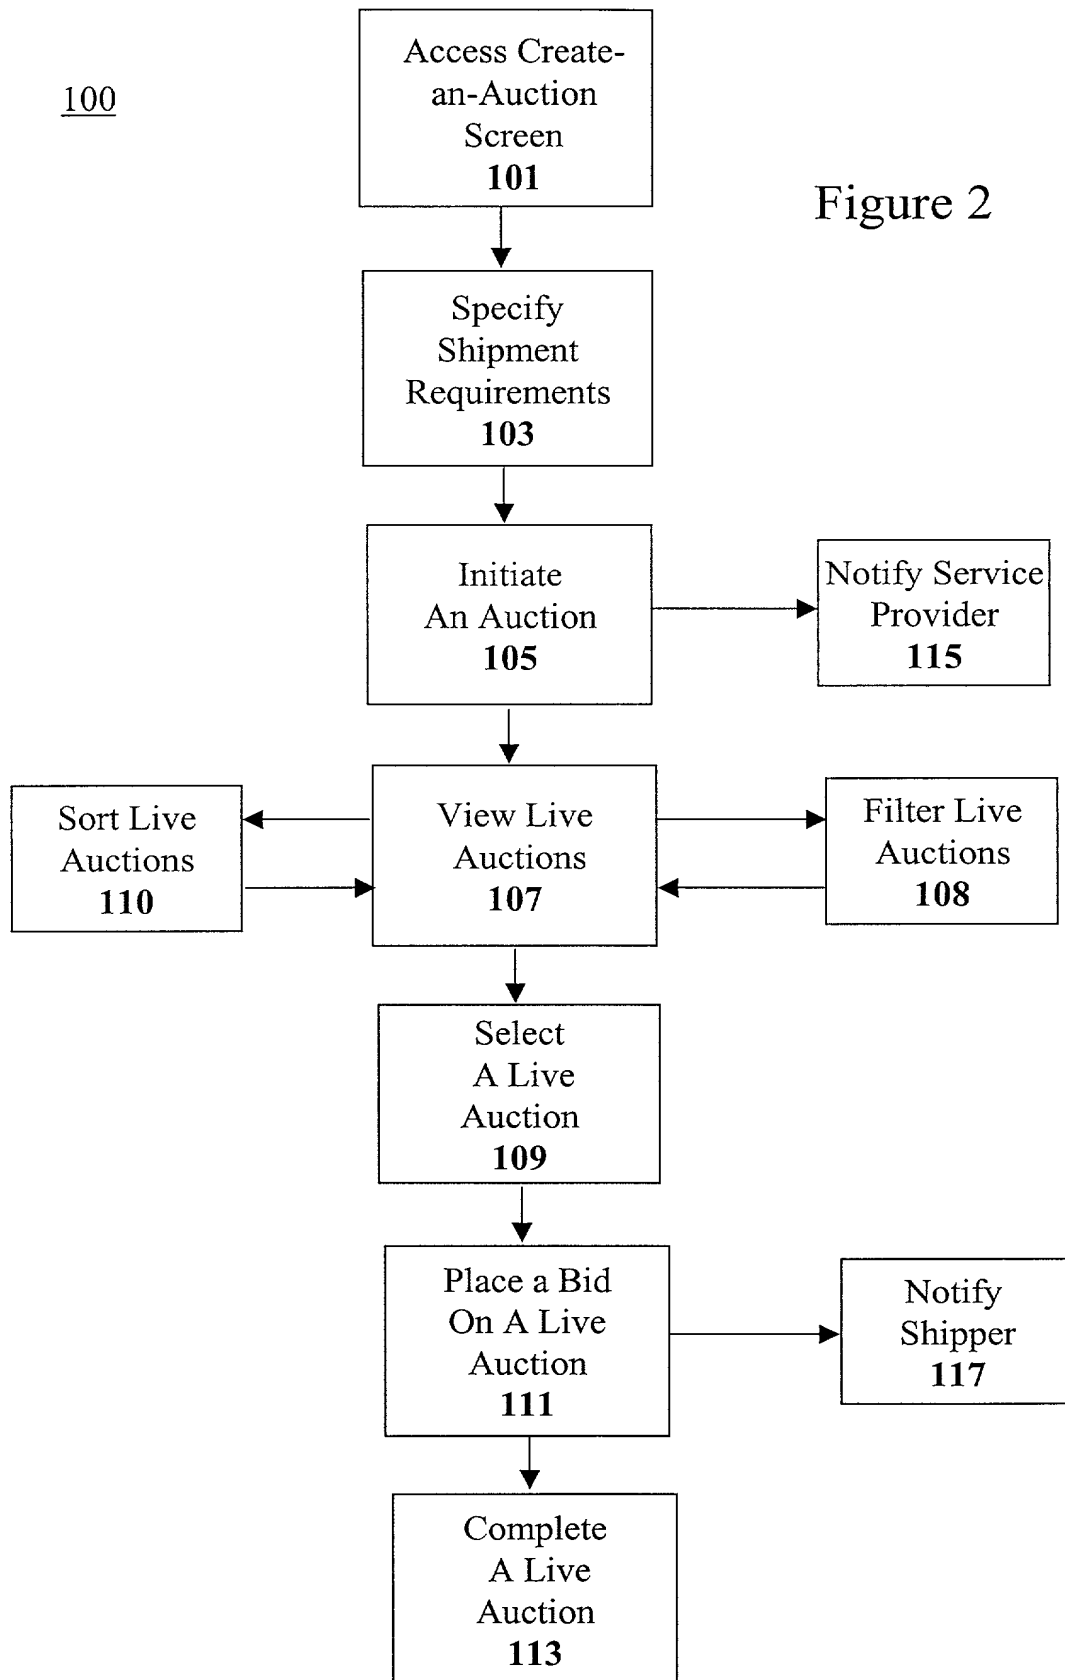 100
Access Create-
an-Auction
Screen
101
Figure 2
Specify
Shipment
Requirements
103
Initiate
An Auction
105
Notify Service
Provider
115
Sort Live
Auctions
110
View Live
Auctions
107
Filter Live
Auctions
108
Select
A Live
Auction
109
Place a Bid
On A Live
Auction
111
Notify
Shipper
117
Complete
A Live
Auction
113